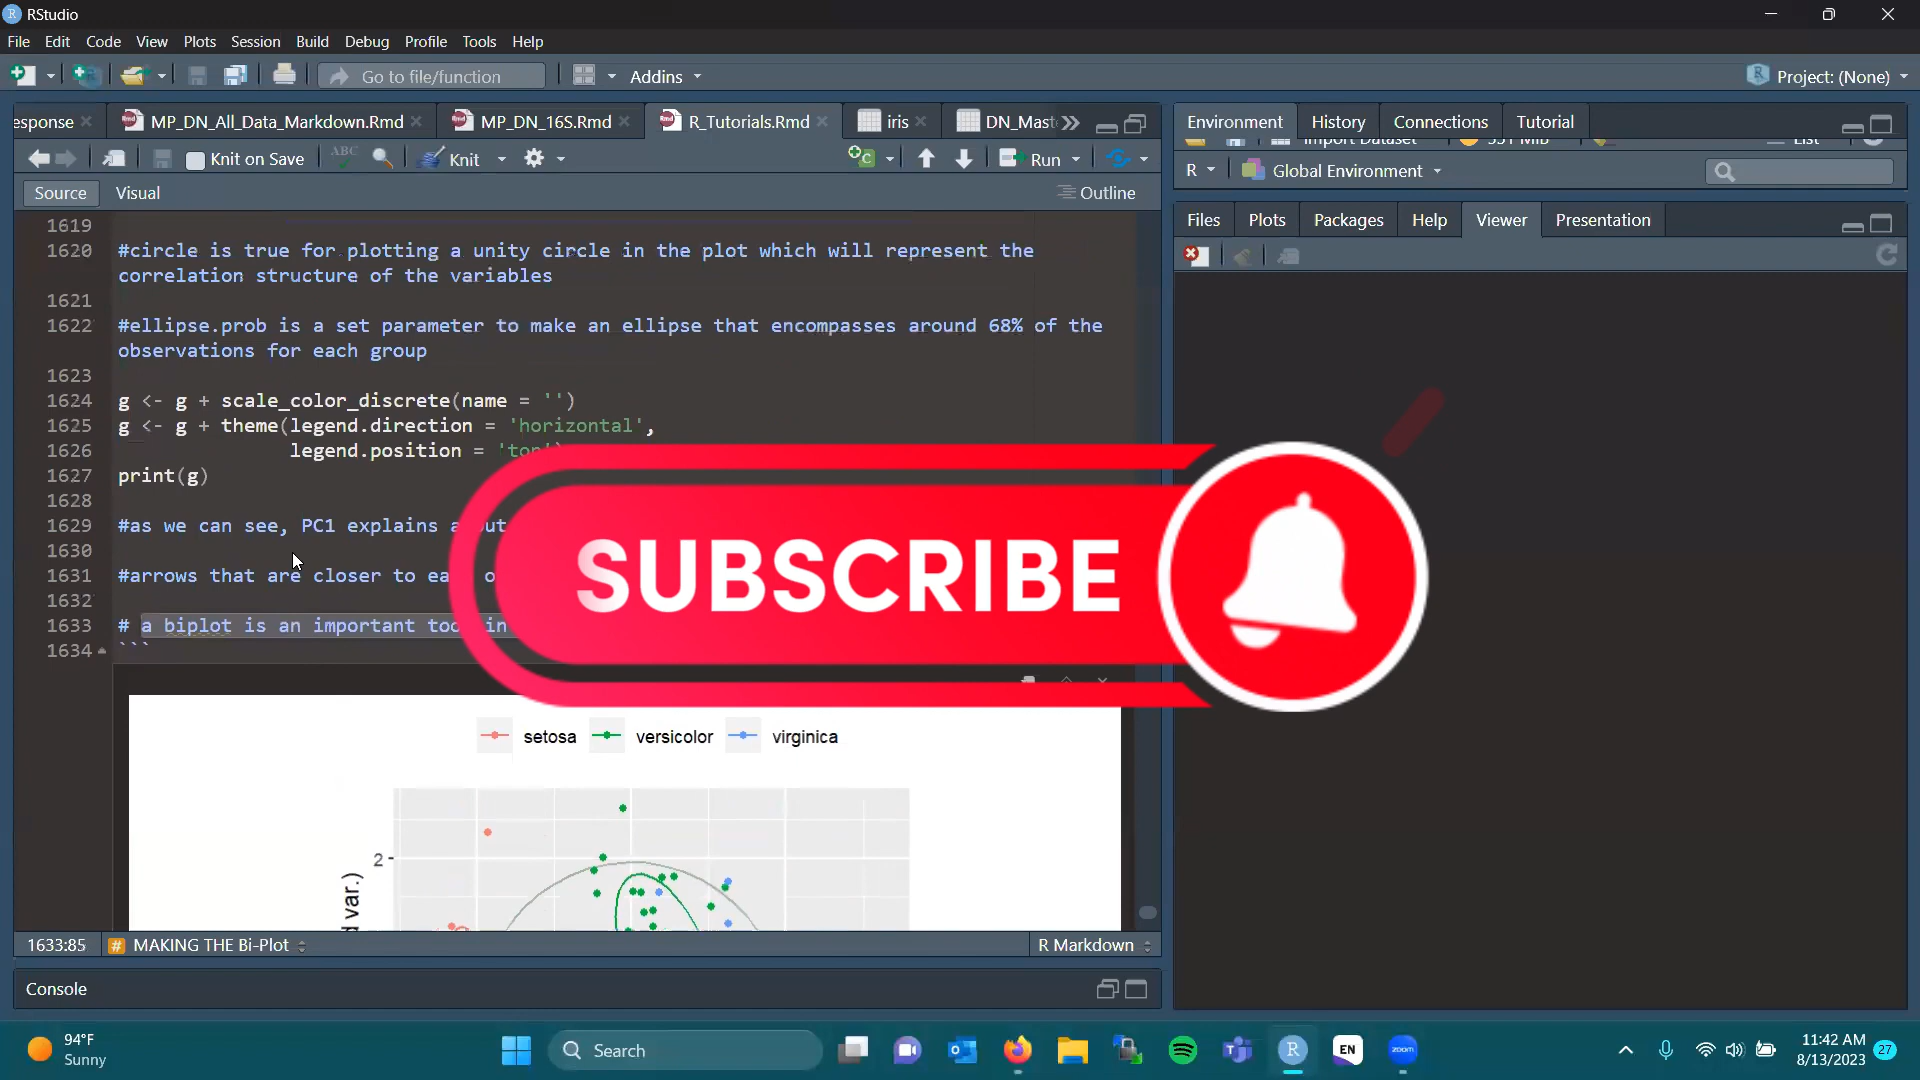 RStudio
File Edit Code View Plots Session Build Debug Profile Tools Help
Go to file/function Addins Project: (None)
esponse MP_DN_All_Data_Markdown.Rmd MP_DN_16S.Rmd R_Tutorials.Rmd iris DN_Mast
Knit on Save ABC Knit Run
Source Visual Outline
1619
1620 #circle is true for plotting a unity circle in the plot which will represent the
correlation structure of the variables
1621
1622 #ellipse.prob is a set parameter to make an ellipse that encompasses around 68% of the
observations for each group
1623
1624 g <- g + scale_color_discrete(name = '')
1625 g <- g + theme(legend.direction = 'horizontal',
1626 legend.position =
1627 print(g)
1628
1629 #as we can see, PC1 explains
1630
1631 #arrows that are closer to
1632
1633 # a biplot is an important in
1634 ```
SUBSCRIBE
setosa versicolor virginica
2
d var.)
1633:85 # MAKING THE Bi-Plot R Markdown
Console
Environment History Connections Tutorial
Import Dataset List
R Global Environment
Files Plots Packages Help Viewer Presentation
94°F
Sunny
Search
EN
zoom
11:42 AM
8/13/2023
27